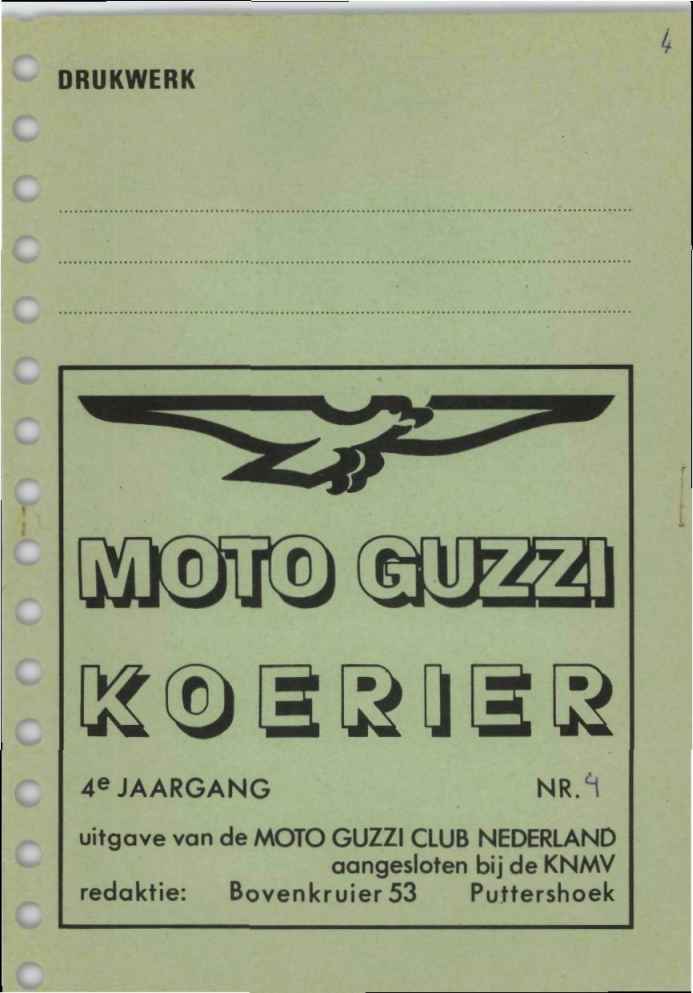 4
DRUKWERK
MOTO GUZZI
KOERIER
4e JAARGANG NR. 4
uitgave van de MOTO GUZZI CLUB NEDERLAND
aangesloten bij de KNMV
redaktie: Bovenkruier 53 Puttershoek